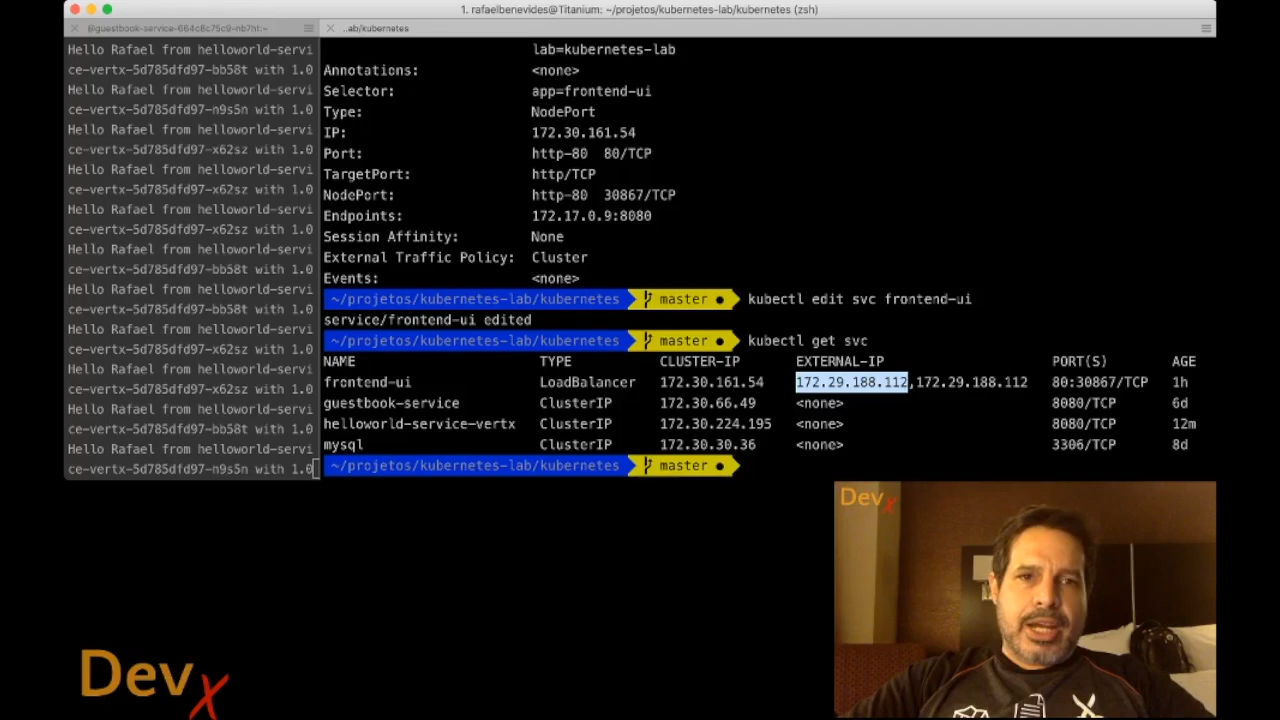 1. rafaelbenevides@Titanium: ~/projetos/kubernetes-lab/kubernetes (zsh)
@guestbook-service-664c8c75c9-nb7ht:~
..ab/kubernetes
Hello Rafael from helloworld-servi
ce-vertx-5d785dfd97-bb58t with 1.0
Hello Rafael from helloworld-servi
ce-vertx-5d785dfd97-n9s5n with 1.0
Hello Rafael from helloworld-servi
ce-vertx-5d785dfd97-x62sz with 1.0
Hello Rafael from helloworld-servi
ce-vertx-5d785dfd97-x62sz with 1.0
Hello Rafael from helloworld-servi
ce-vertx-5d785dfd97-x62sz with 1.0
Hello Rafael from helloworld-servi
ce-vertx-5d785dfd97-bb58t with 1.0
Hello Rafael from helloworld-servi
ce-vertx-5d785dfd97-bb58t with 1.0
Hello Rafael from helloworld-servi
ce-vertx-5d785dfd97-x62sz with 1.0
Hello Rafael from helloworld-servi
ce-vertx-5d785dfd97-x62sz with 1.0
Hello Rafael from helloworld-servi
ce-vertx-5d785dfd97-bb58t with 1.0
Hello Rafael from helloworld-servi
ce-vertx-5d785dfd97-n9s5n with 1.0
lab=kubernetes-lab
Annotations: <none>
Selector: app=frontend-ui
Type: NodePort
IP: 172.30.161.54
Port: http-80 80/TCP
TargetPort: http/TCP
NodePort: http-80 30867/TCP
Endpoints: 172.17.0.9:8080
Session Affinity: None
External Traffic Policy: Cluster
Events: <none>
~/projetos/kubernetes-lab/kubernetes master ● kubectl edit svc frontend-ui
service/frontend-ui edited
~/projetos/kubernetes-lab/kubernetes master ● kubectl get svc
NAME TYPE CLUSTER-IP EXTERNAL-IP PORT(S) AGE
frontend-ui LoadBalancer 172.30.161.54 172.29.188.112,172.29.188.112 80:30867/TCP 1h
guestbook-service ClusterIP 172.30.66.49 <none> 8080/TCP 6d
helloworld-service-vertx ClusterIP 172.30.224.195 <none> 8080/TCP 12m
mysql ClusterIP 172.30.30.36 <none> 3306/TCP 8d
~/projetos/kubernetes-lab/kubernetes master ●
Devx
Devx